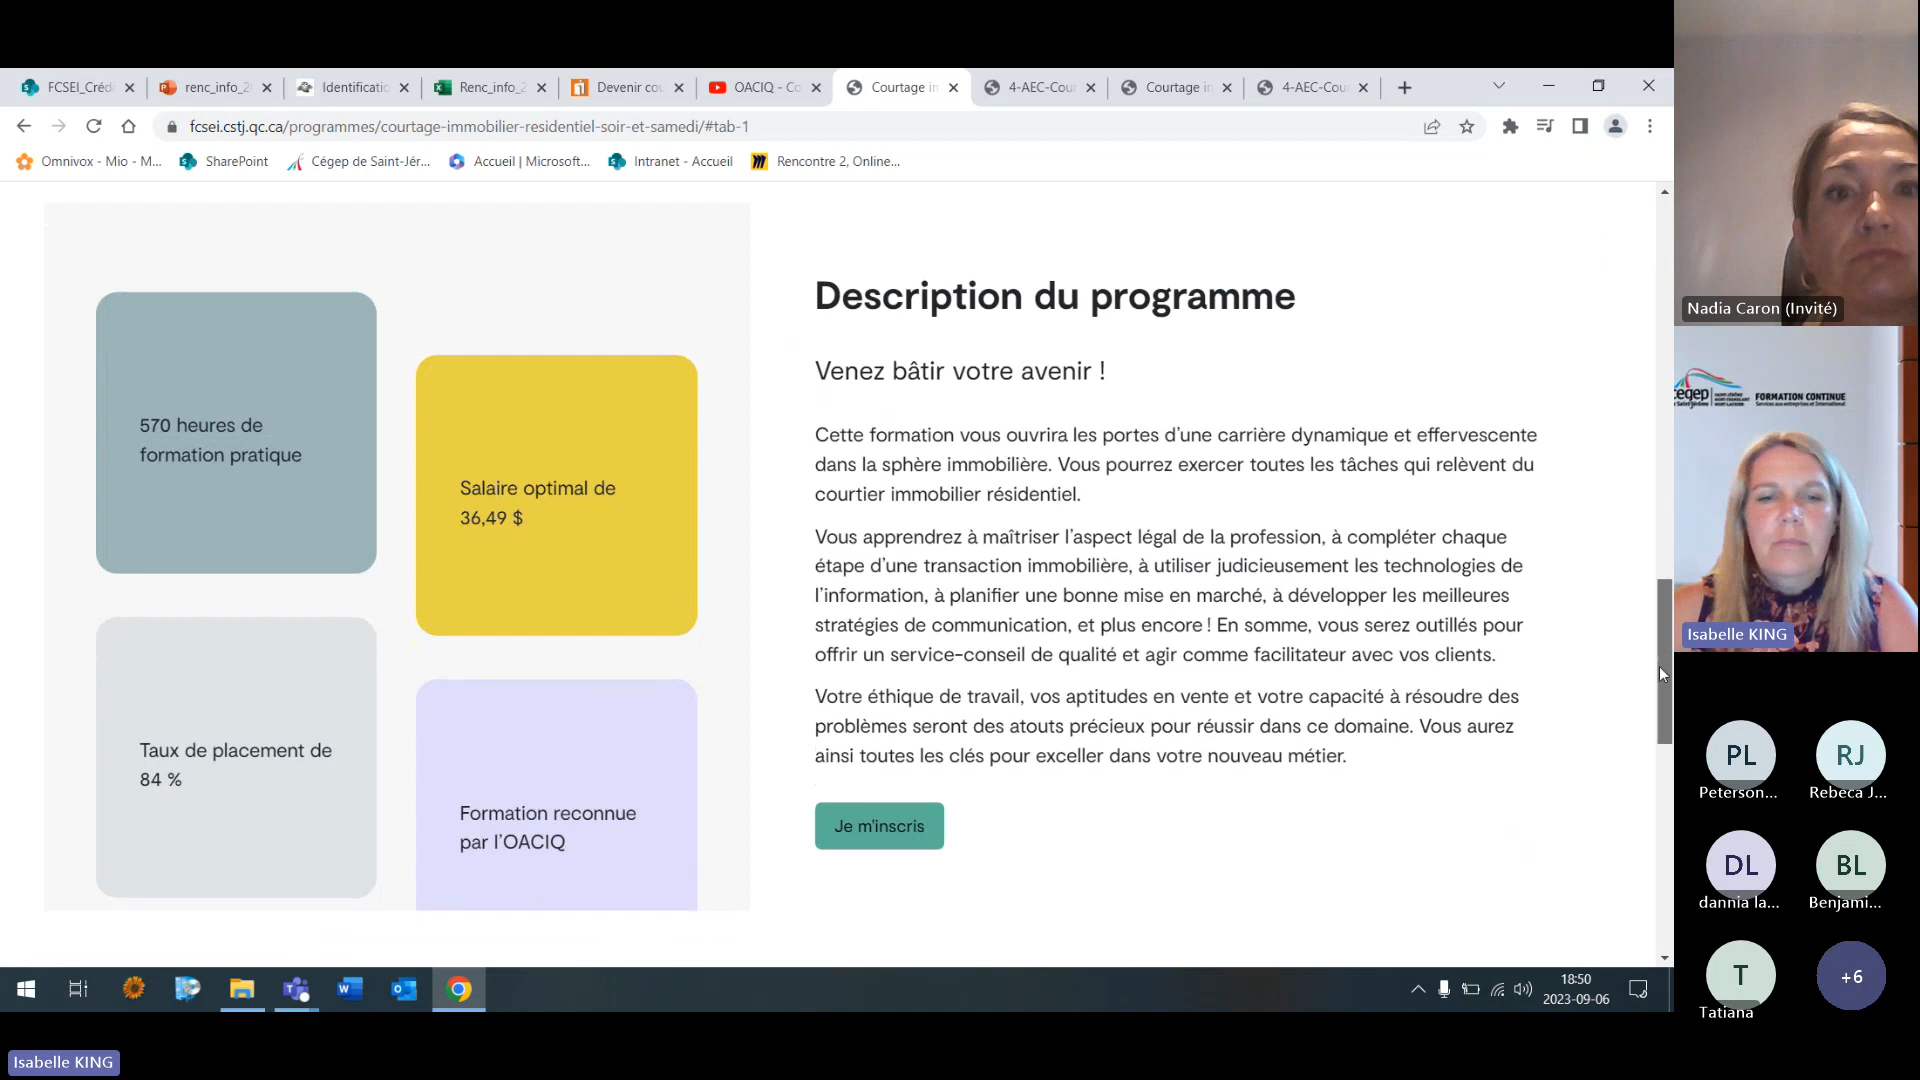 FCSEI_Crédi
renc_info_2
Identificatio
Renc_info_2
Devenir cou
OACIQ - Co
Courtage in
4-AEC-Cour
Courtage in
4-AEC-Cour
fcsei.cstj.qc.ca/programmes/courtage-immobilier-residentiel-soir-et-samedi/#tab-1
Omnivox - Mio - M...
SharePoint
Cégep de Saint-Jér...
Accueil | Microsoft...
Intranet - Accueil
Rencontre 2, Online...
570 heures de
formation pratique
Salaire optimal de
36,49 $
Taux de placement de
84 %
Formation reconnue
par l'OACIQ
Description du programme
Venez bâtir votre avenir !
Cette formation vous ouvrira les portes d'une carrière dynamique et effervescente
dans la sphère immobilière. Vous pourrez exercer toutes les tâches qui relèvent du
courtier immobilier résidentiel.
Vous apprendrez à maîtriser l'aspect légal de la profession, à compléter chaque
étape d'une transaction immobilière, à utiliser judicieusement les technologies de
l'information, à planifier une bonne mise en marché, à développer les meilleures
stratégies de communication, et plus encore ! En somme, vous serez outillés pour
offrir un service-conseil de qualité et agir comme facilitateur avec vos clients.
Votre éthique de travail, vos aptitudes en vente et votre capacité à résoudre des
problèmes seront des atouts précieux pour réussir dans ce domaine. Vous aurez
ainsi toutes les clés pour exceller dans votre nouveau métier.
Je m'inscris
Nadia Caron (Invité)
cégep
FORMATION CONTINUE
Services aux entreprises et International
Isabelle KING
PL
Peterson...
RJ
Rebeca J...
DL
dannia la...
BL
Benjami...
T
Tatiana
+6
18:50
2023-09-06
Isabelle KING